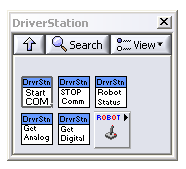 DriverStation
Search View
DrvrStn DrvrStn DrvrStn
Start STOP Robot
COM Comm Status
DrvrStn DrvrStn ROBOT
Get Get
Analog Digital